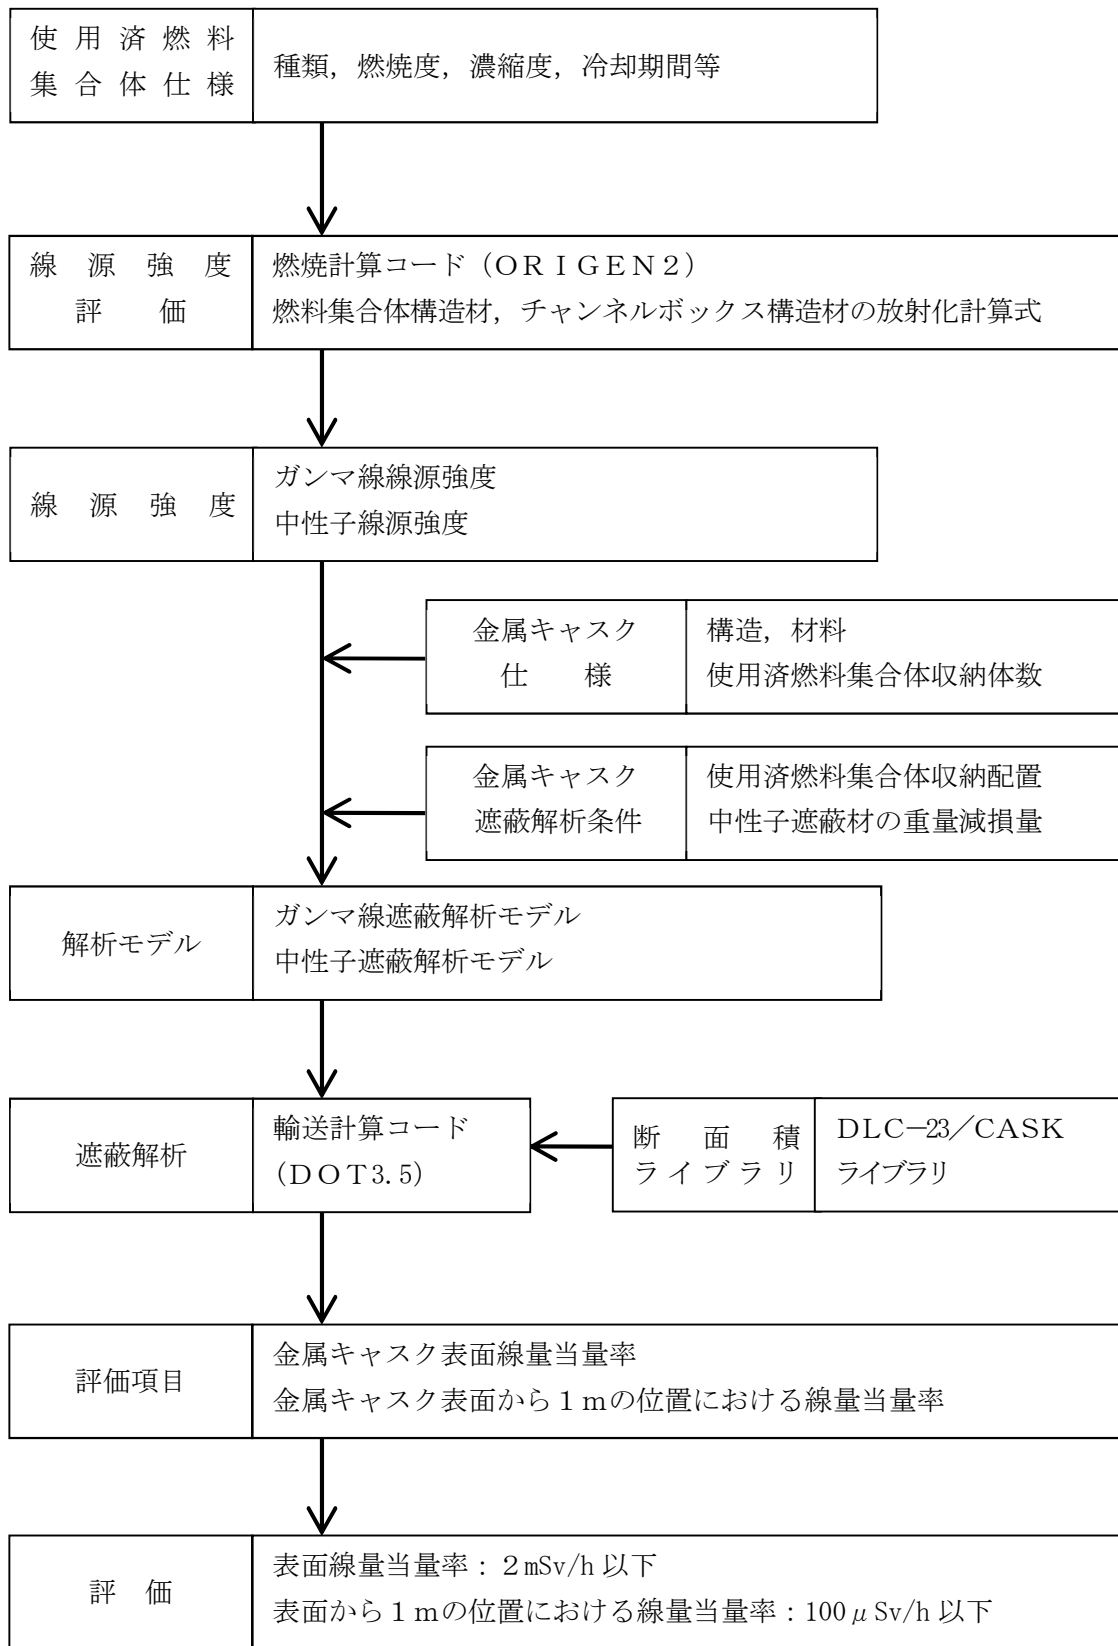 使用済燃料
集合体仕様
種類，燃焼度，濃縮度，冷却期間等
線源強度
評価
燃焼計算コード（ＯＲＩＧＥＮ２）
燃料集合体構造材，チャンネルボックス構造材の放射化計算式
線源強度
ガンマ線線源強度
中性子線源強度
金属キャスク
仕様
構造，材料
使用済燃料集合体収納体数
金属キャスク
遮蔽解析条件
使用済燃料集合体収納配置
中性子遮蔽材の重量減損量
解析モデル
ガンマ線遮蔽解析モデル
中性子遮蔽解析モデル
遮蔽解析
輸送計算コード
（ＤＯＴ3.5）
断面積
ライブラリ
DLC－23／CASK
ライブラリ
評価項目
金属キャスク表面線量当量率
金属キャスク表面から１ｍの位置における線量当量率
評価
表面線量当量率：２mSv/h 以下
表面から１ｍの位置における線量当量率：100μSv/h 以下